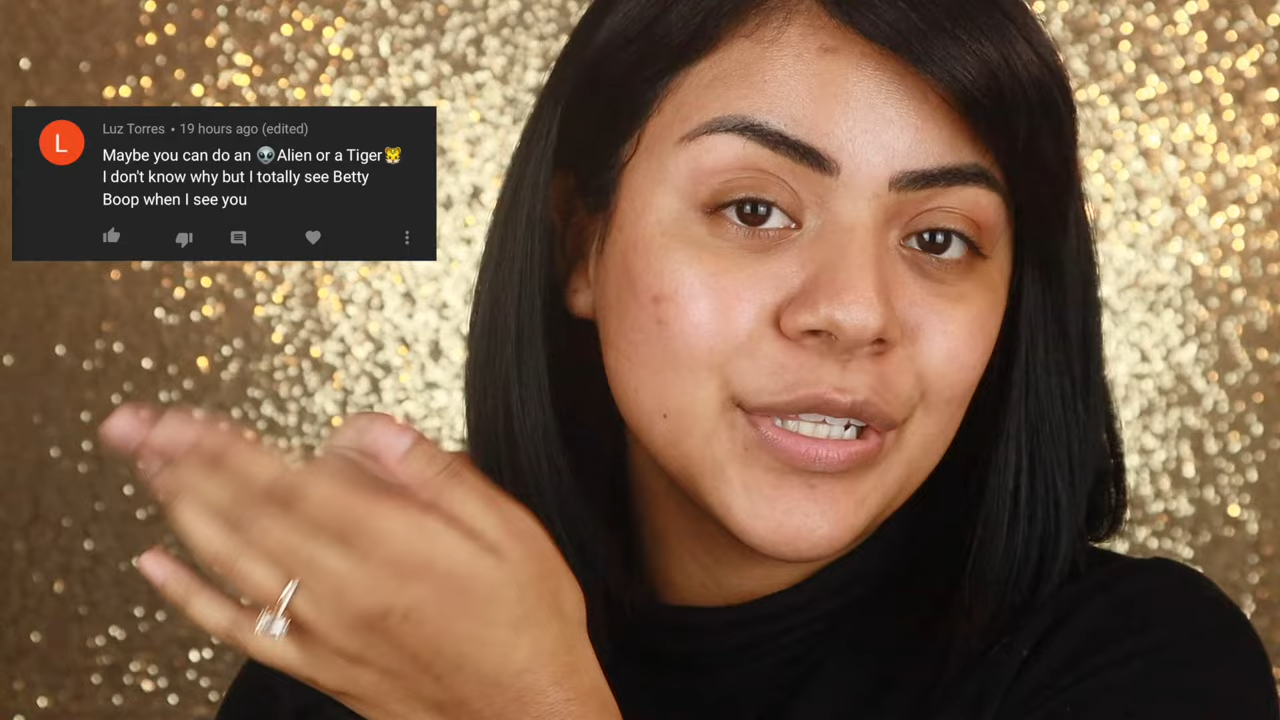 L
Luz Torres • 19 hours ago (edited)
Maybe you can do an 👽Alien or a Tiger🐯
I don't know why but I totally see Betty
Boop when I see you